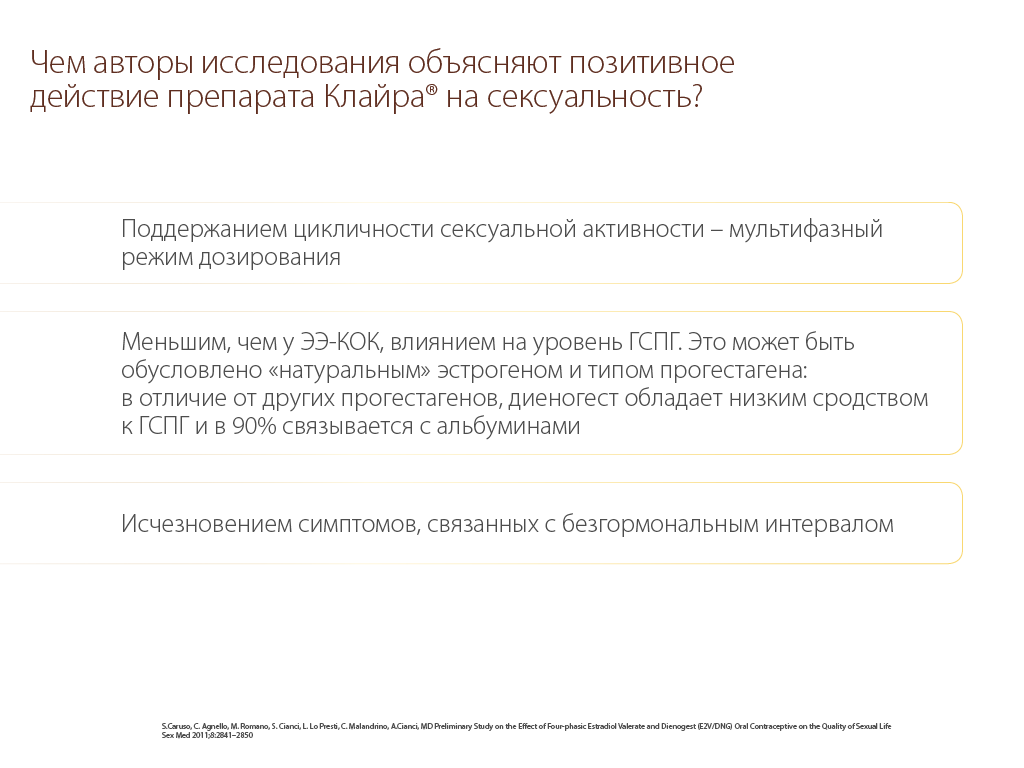 Чем авторы исследования объясняют позитивное
действие препарата Клайра® на сексуальность?
Поддержанием цикличности сексуальной активности – мультифазный
режим дозирования
Меньшим, чем у ЭЭ-КОК, влиянием на уровень ГСПГ. Это может быть
обусловлено «натуральным» эстрогеном и типом прогестагена:
в отличие от других прогестагенов, диеногест обладает низким сродством
к ГСПГ и в 90% связывается с альбуминами
Исчезновением симптомов, связанных с безгормональным интервалом
S.Caruso, C. Agnello, M. Romano, S. Cianci, L. Lo Presti, C. Malandrino, A.Cianci, MD Preliminary Study on the Effect of Four-phasic Estradiol Valerate and Dienogest (E2V/DNG) Oral Contraceptive on the Quality of Sexual Life
Sex Med 2011;8:2841–2850